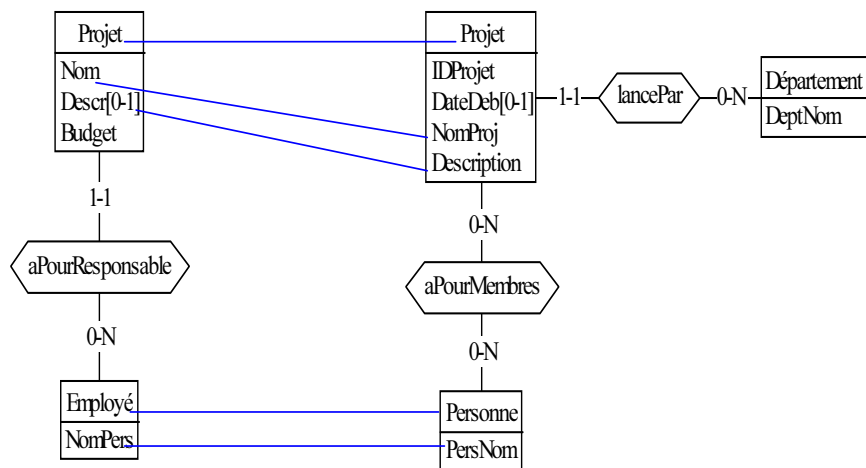 Projet
Nom
Descr[0-1]
Budget
1-1
aPourResponsable
0-N
Employé
NomPers
Projet
IDProjet
DateDeb[0-1]
NomProj
Description
1-1
lancePar
0-N
Département
DeptNom
0-N
aPourMembres
0-N
Personne
PersNom